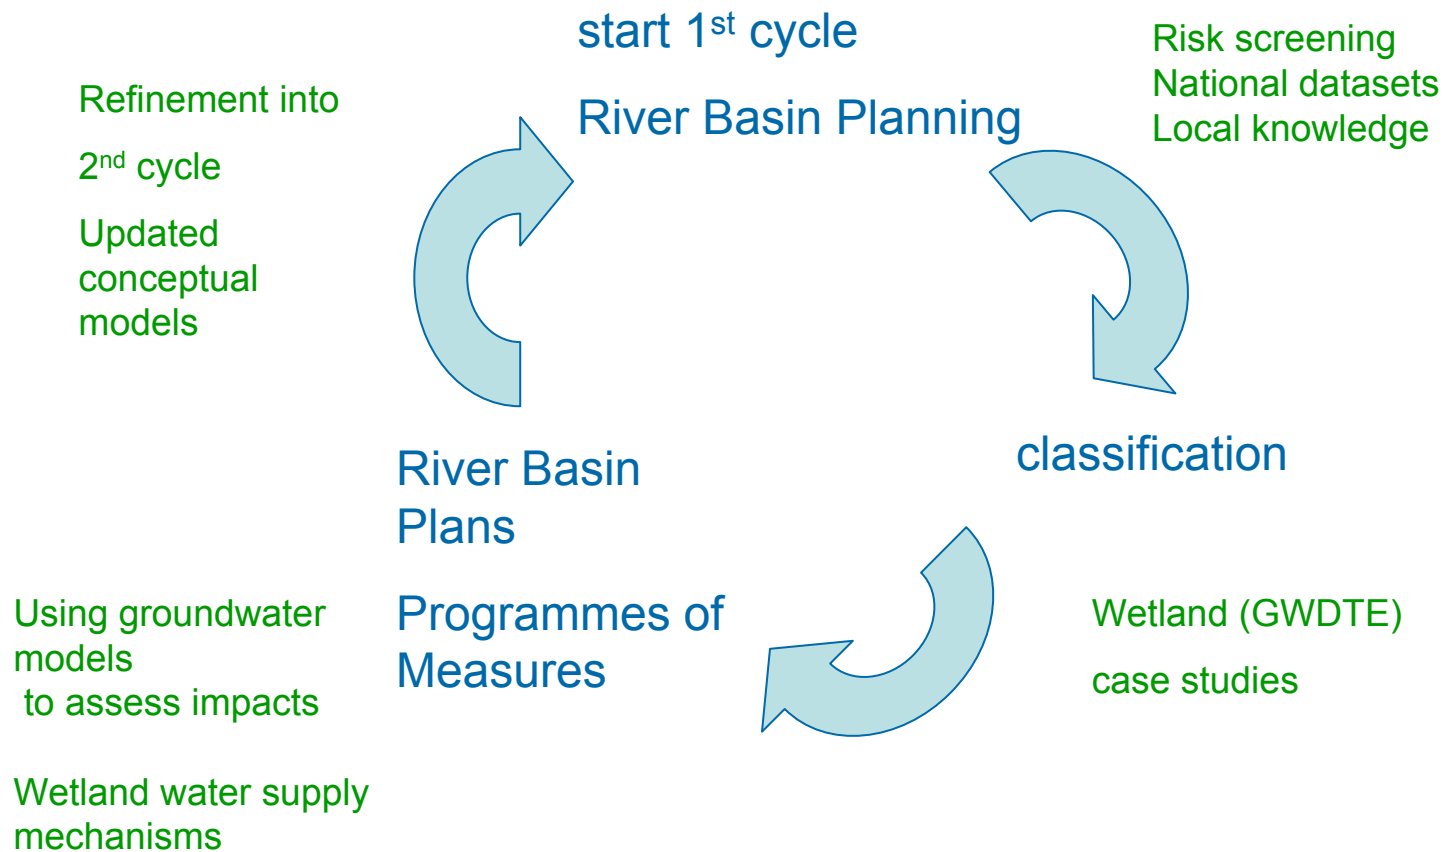 start 1st cycle
River Basin Planning
Risk screening
National datasets
Local knowledge
classification
Wetland (GWDTE)
case studies
River Basin
Plans
Programmes of
Measures
Using groundwater
models
to assess impacts
Wetland water supply
mechanisms
Refinement into
2nd cycle
Updated
conceptual
models